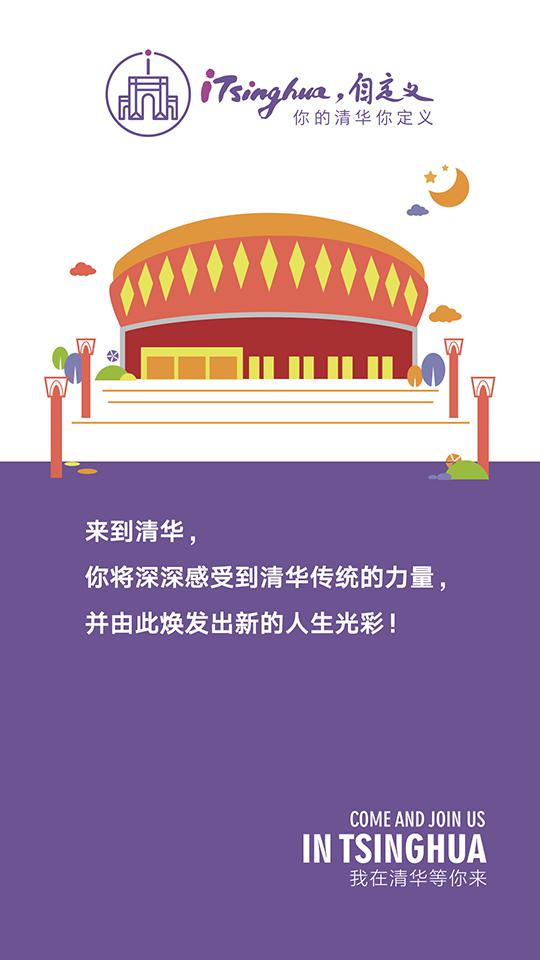 iTsinghua,自定义
你的清华你定义
来到清华，
你将深深感受到清华传统的力量，
并由此焕发出新的人生光彩！
COME AND JOIN US
IN TSINGHUA
我在清华等你来